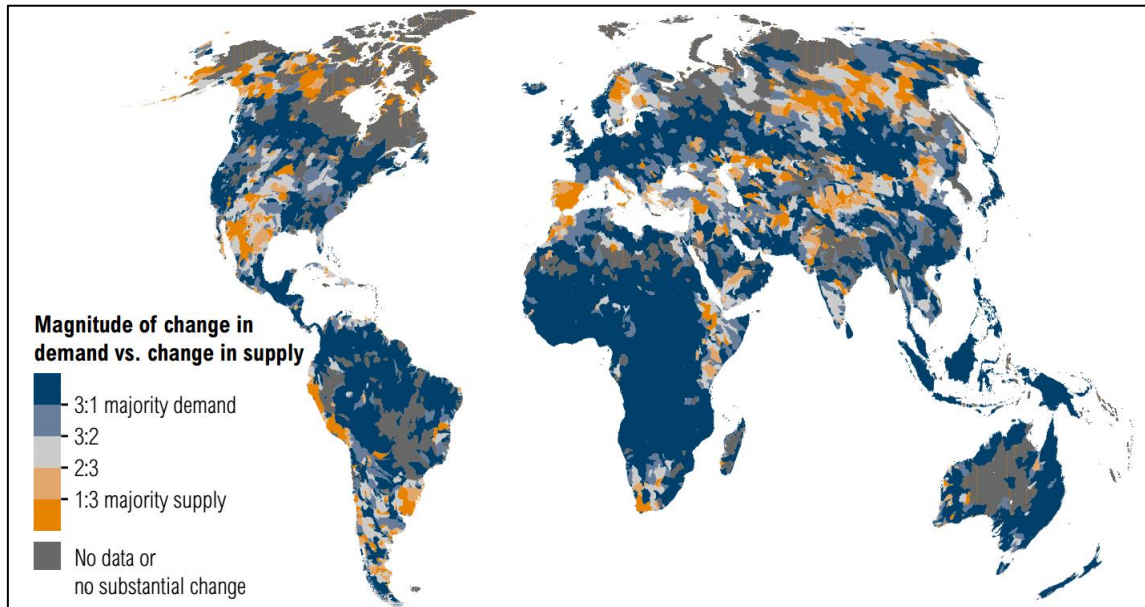 Magnitude of change in
demand vs. change in supply
3:1 majority demand
3:2
2:3
1:3 majority supply
No data or
no substantial change